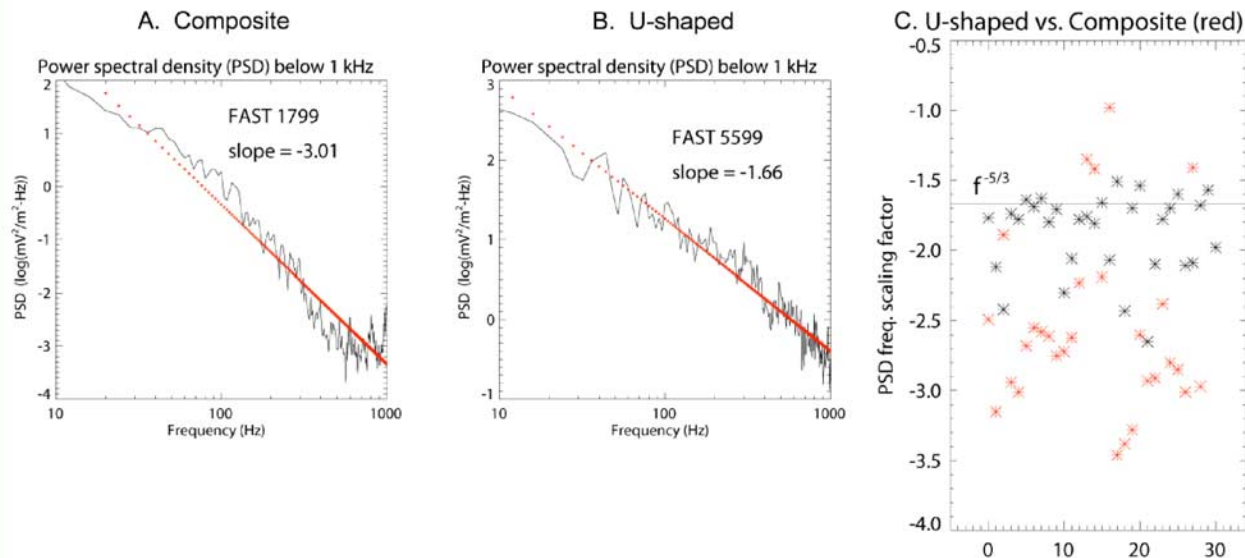 A. Composite
B. U-shaped
C. U-shaped vs. Composite (red)
Power spectral density (PSD) below 1 kHz
2
1
0
-1
-2
-3
-4
10
100
1000
PSD (log(mV²/m²-Hz))
Frequency (Hz)
FAST 1799
slope = -3.01
Power spectral density (PSD) below 1 kHz
3
2
1
0
-1
10
100
1000
PSD (log(mV²/m²-Hz))
Frequency (Hz)
FAST 5599
slope = -1.66
-0.5
-1.0
-1.5
-2.0
-2.5
-3.0
-3.5
-4.0
0
10
20
30
PSD freq. scaling factor
f^-5/3